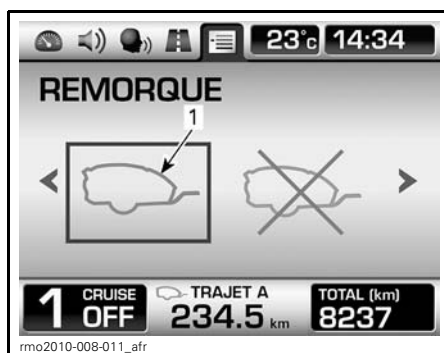 23°c 14:34
REMORQUE
1
1 CRUISE OFF
TRAJET A
234.5 km
TOTAL (km)
8237
rmo2010-008-011_afr